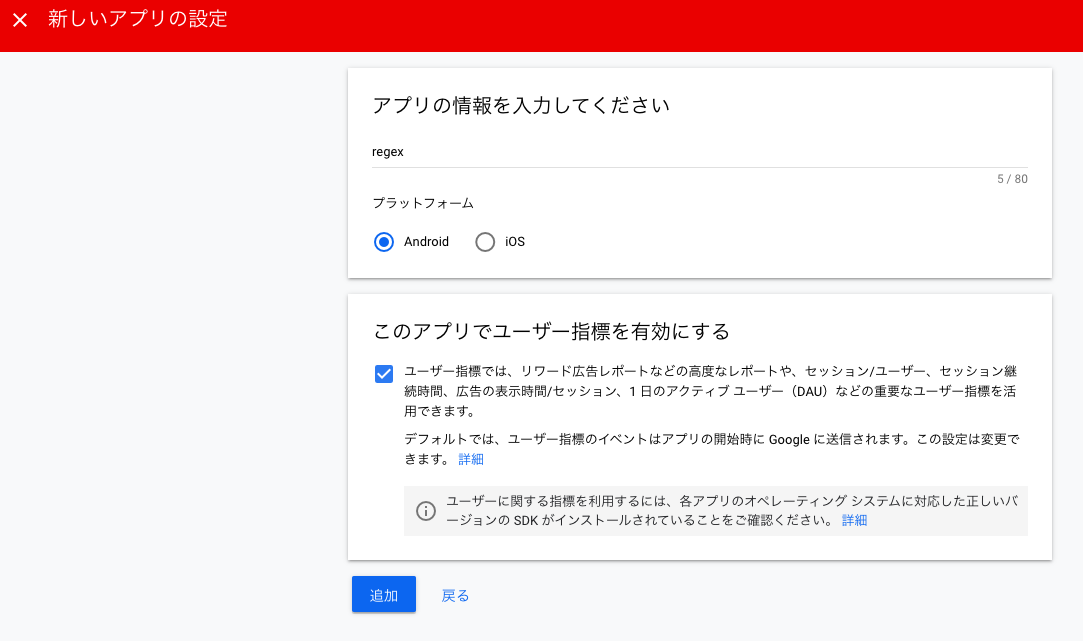 新しいアプリの設定
アプリの情報を入力してください
regex
5 / 80
プラットフォーム
Android iOS
このアプリでユーザー指標を有効にする
ユーザー指標では、リワード広告レポートなどの高度なレポートや、セッション/ユーザー、セッション継
続時間、広告の表示時間/セッション、1 日のアクティブ ユーザー（DAU）などの重要なユーザー指標を活
用できます。
デフォルトでは、ユーザー指標のイベントはアプリの開始時に Google に送信されます。この設定は変更で
きます。 詳細
ユーザーに関する指標を利用するには、各アプリのオペレーティング システムに対応した正しいバ
ージョンの SDK がインストールされていることをご確認ください。 詳細
追加 戻る